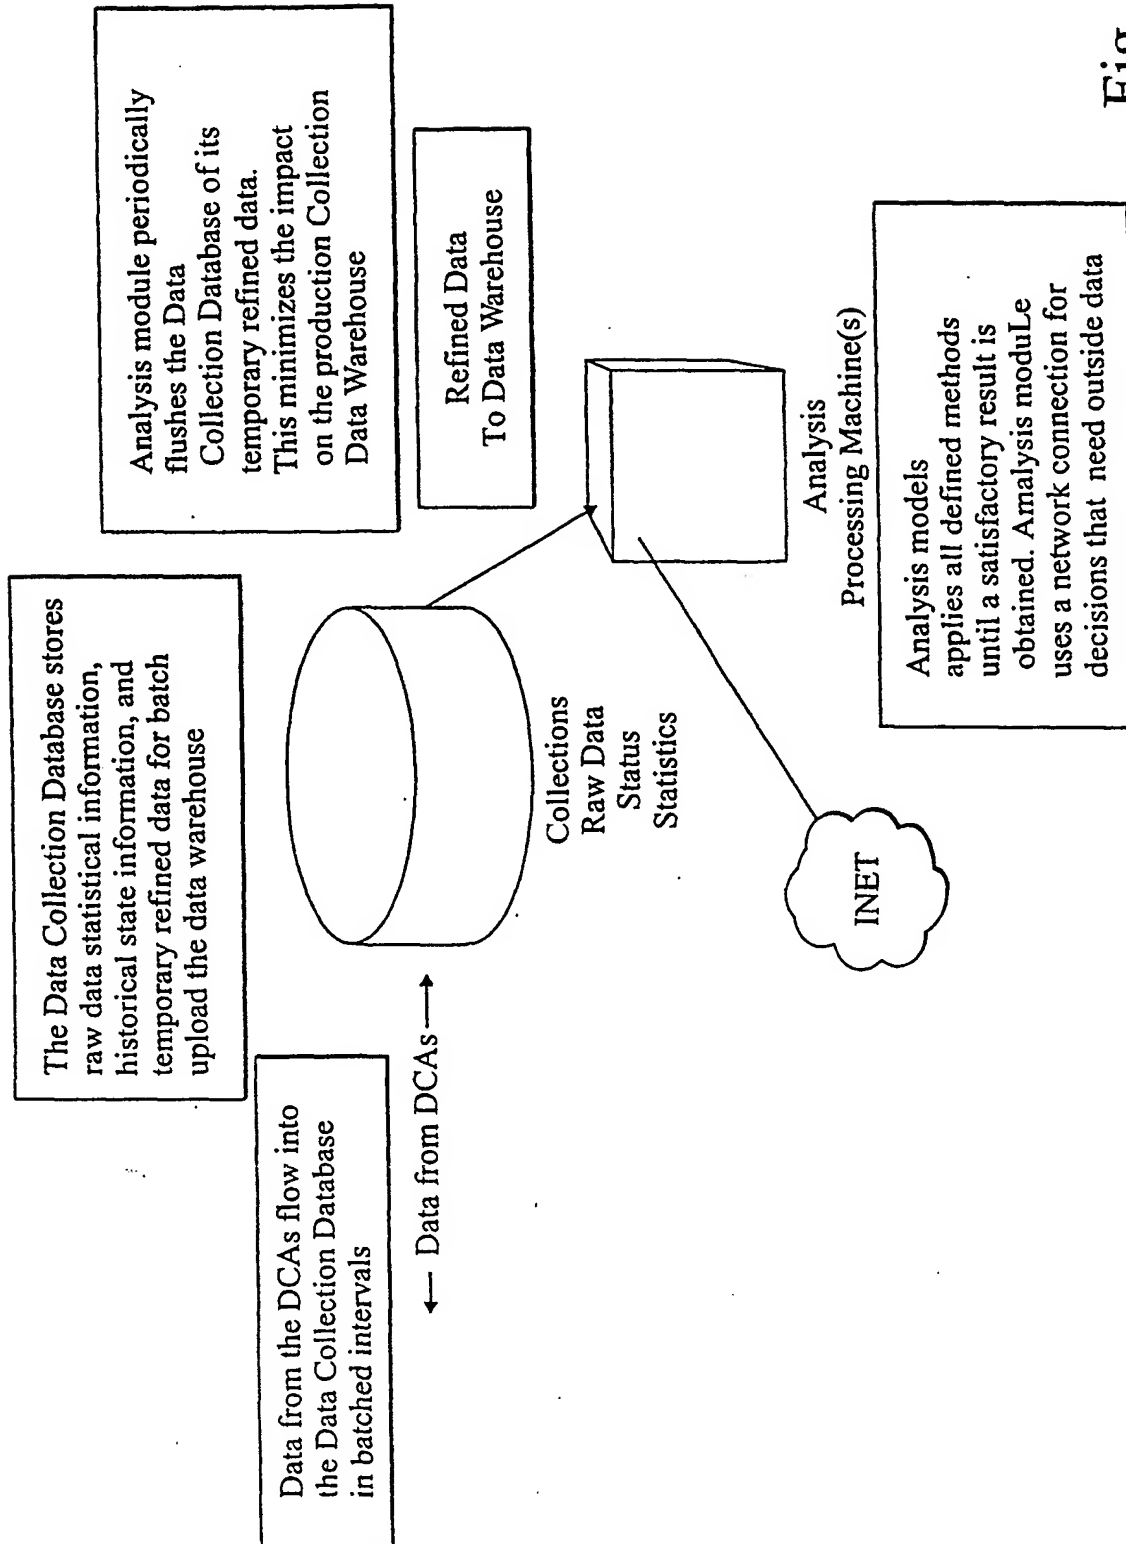 The Data Collection Database stores
raw data statistical information,
historical state information, and
temporary refined data for batch
upload the data warehouse
Data from the DCAs flow into
the Data Collection Database
in batched intervals
← Data from DCAs →
Collections
Raw Data
Status
Statistics
Analysis module periodically
flushes the Data
Collection Database of its
temporary refined data.
This minimizes the impact
on the production Collection
Data Warehouse
Refined Data
To Data Warehouse
INET
Analysis
Processing Machine(s)
Analysis models
applies all defined methods
until a satisfactory result is
obtained. Amalysis moduLe
uses a network connection for
decisions that need outside data
Fig